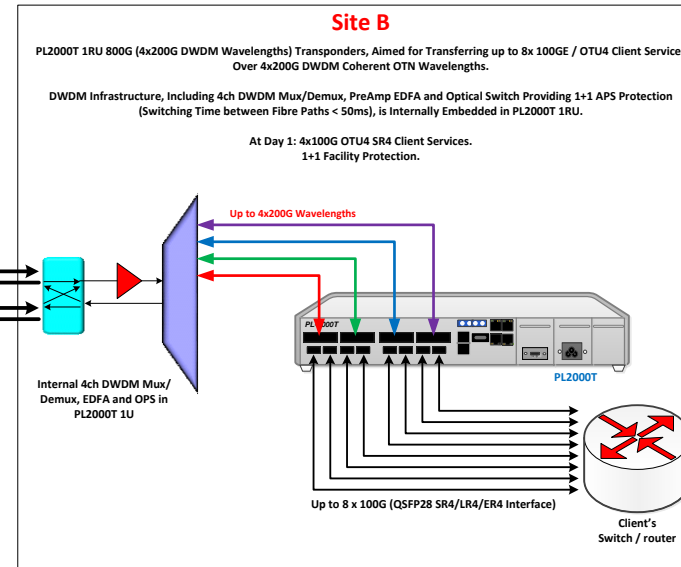 Site B
PL2000T 1RU 800G (4x200G DWDM Wavelengths) Transponders, Aimed for Transferring up to 8x 100GE / OTU4 Client Service
Over 4x200G DWDM Coherent OTN Wavelengths.
DWDM Infrastructure, Including 4ch DWDM Mux/Demux, PreAmp EDFA and Optical Switch Providing 1+1 APS Protection
(Switching Time between Fibre Paths < 50ms), is Internally Embedded in PL2000T 1RU.
At Day 1: 4x100G OTU4 SR4 Client Services.
1+1 Facility Protection.
Up to 4x200G Wavelengths
PL2000T
PL2000T
Internal 4ch DWDM Mux/
Demux, EDFA and OPS in
PL2000T 1U
Up to 8 x 100G (QSFP28 SR4/LR4/ER4 Interface)
Client's
Switch / router